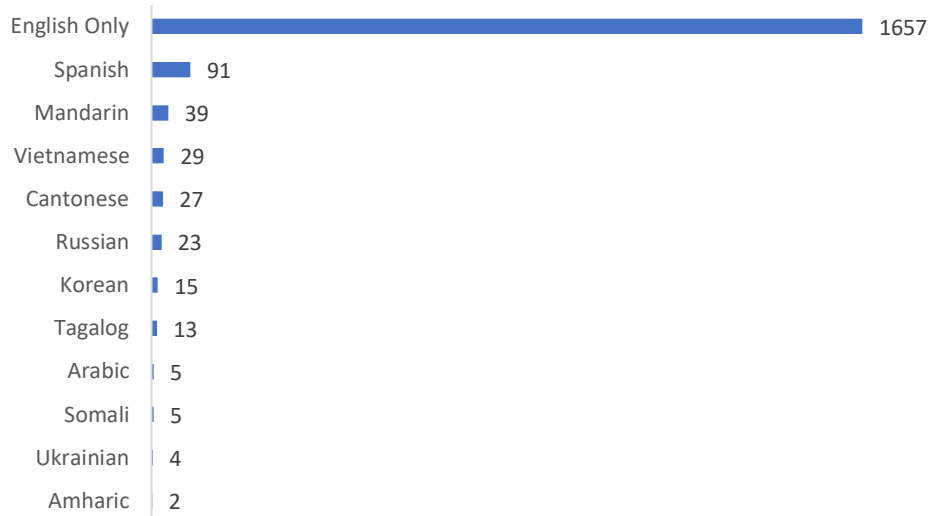 English Only 1657
Spanish 91
Mandarin 39
Vietnamese 29
Cantonese 27
Russian 23
Korean 15
Tagalog 13
Arabic 5
Somali 5
Ukrainian 4
Amharic 2